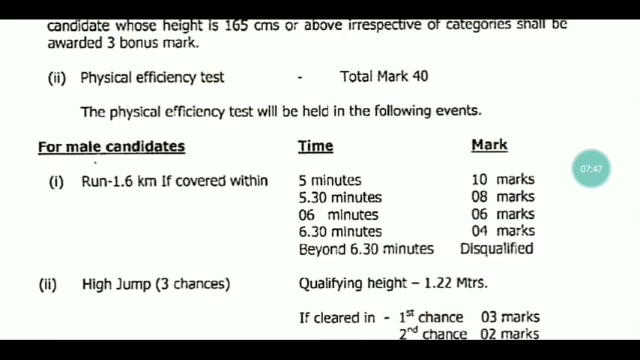 candidate whose height is 165 cms or above irrespective of categories shall be
awarded 3 bonus mark.
(ii) Physical efficiency test - Total Mark 40
The physical efficiency test will be held in the following events.
For male candidates Time Mark
(i) Run-1.6 km If covered within 5 minutes 10 marks
5.30 minutes 08 marks
06 minutes 06 marks
6.30 minutes 04 marks
Beyond 6.30 minutes Disqualified
(ii) High Jump (3 chances) Qualifying height – 1.22 Mtrs.
If cleared in - 1st chance 03 marks
2nd chance 02 marks
07:47